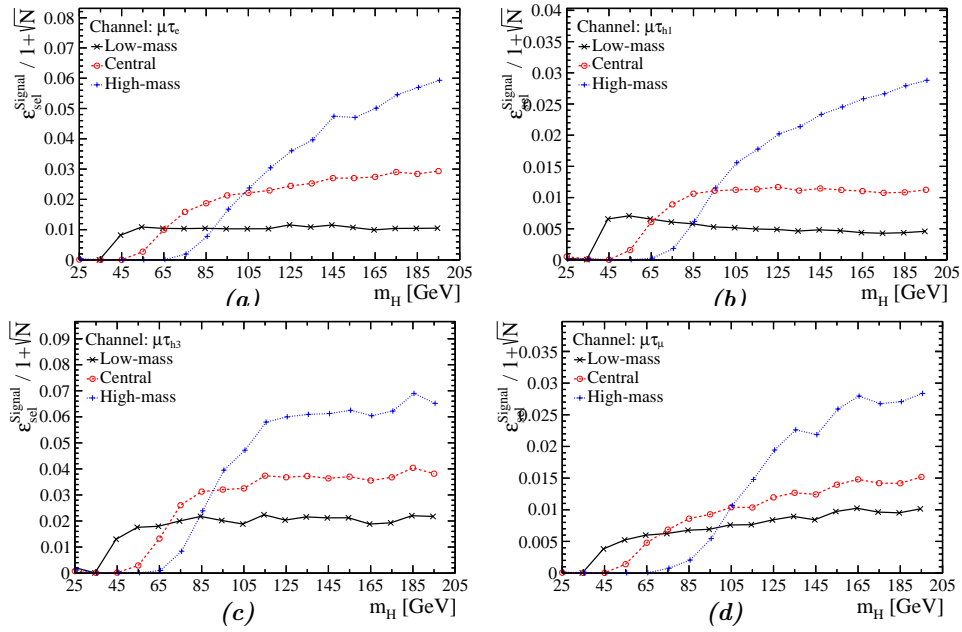 0.08
0.07
0.06
0.05
0.04
0.03
0.02
0.01
0
ε_sel^Signal / 1+√N
Channel: μτ_e
Low-mass
Central
High-mass
25 45 65 85 105 125 145 165 185 205
(a)
m_H [GeV]
0.04
0.035
0.03
0.025
0.02
0.015
0.01
0.005
0
ε_sel^Signal / 1+√N
Channel: μτ_h1
Low-mass
Central
High-mass
25 45 65 85 105 125 145 165 185 205
(b)
m_H [GeV]
0.09
0.08
0.07
0.06
0.05
0.04
0.03
0.02
0.01
0
ε_sel^Signal / 1+√N
Channel: μτ_h3
Low-mass
Central
High-mass
25 45 65 85 105 125 145 165 185 205
(c)
m_H [GeV]
0.035
0.03
0.025
0.02
0.015
0.01
0.005
0
ε_sel^Signal / 1+√N
Channel: μτ_μ
Low-mass
Central
High-mass
25 45 65 85 105 125 145 165 185 205
(d)
m_H [GeV]